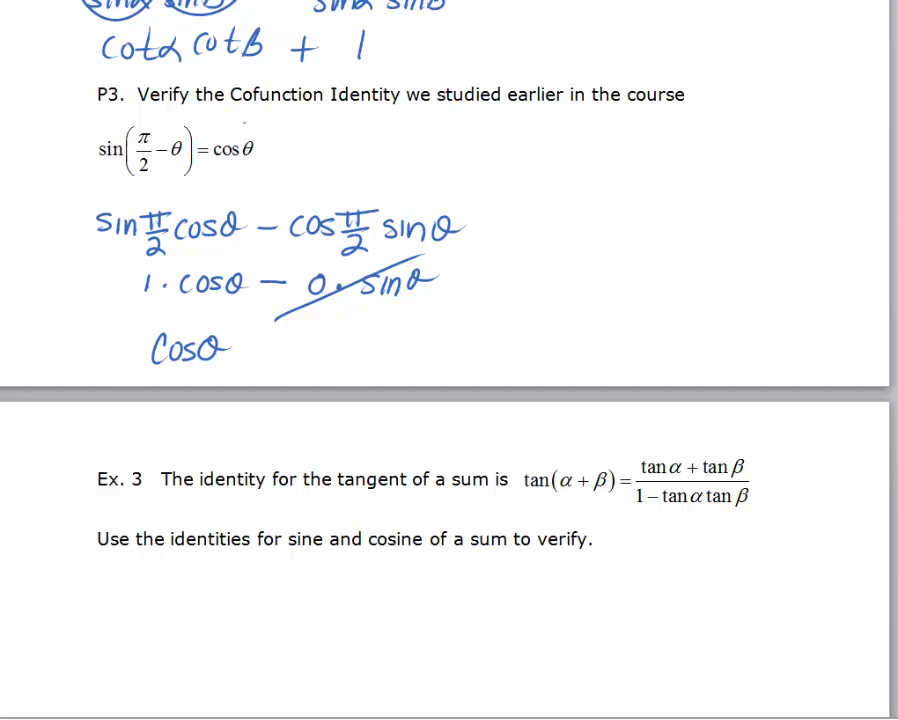 cotα cotβ + 1
P3. Verify the Cofunction Identity we studied earlier in the course
sin(π/2 − θ) = cos θ
sin π/2 cosθ − cos π/2 sinθ
1 · cosθ − 0 · sinθ
cosθ
Ex. 3 The identity for the tangent of a sum is tan(α + β) = (tan α + tan β)/(1 − tan α tan β)
Use the identities for sine and cosine of a sum to verify.